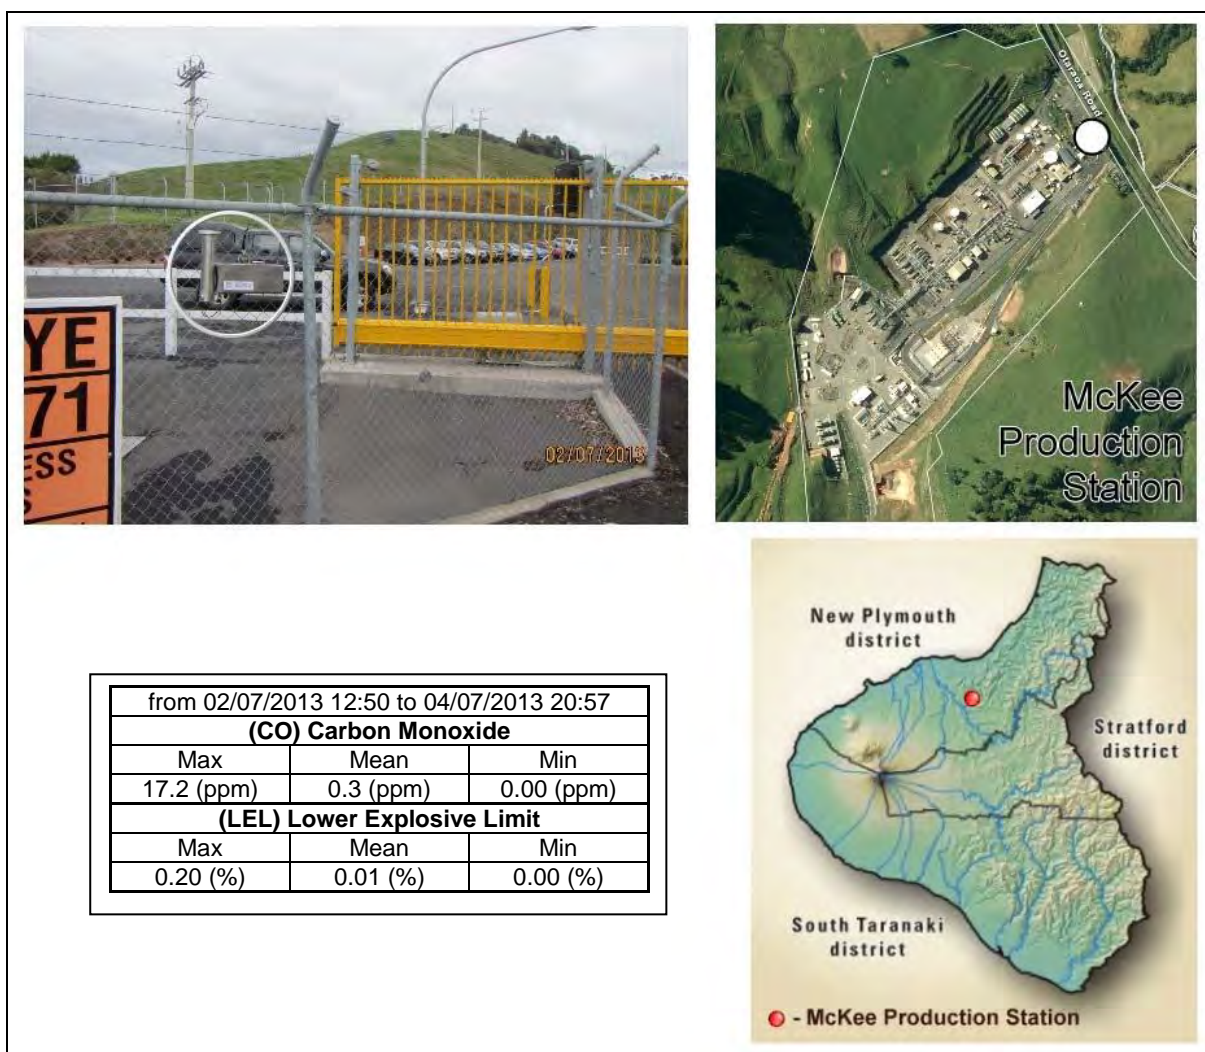 YE
71
ESS
S
02/07/2013
Otaraoa Road
McKee
Production
Station
from 02/07/2013 12:50 to 04/07/2013 20:57
(CO) Carbon Monoxide
Max Mean Min
17.2 (ppm) 0.3 (ppm) 0.00 (ppm)
(LEL) Lower Explosive Limit
Max Mean Min
0.20 (%) 0.01 (%) 0.00 (%)
New Plymouth
district
Stratford
district
South Taranaki
district
- McKee Production Station